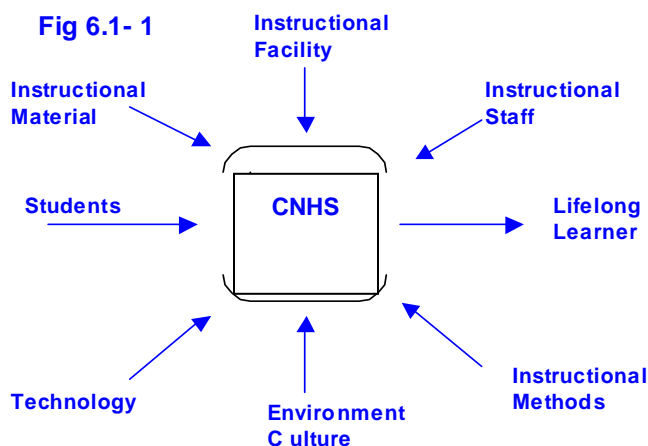 Fig 6.1- 1
Instructional
Facility
Instructional
Material
Instructional
Staff
Students
CNHS
Lifelong
Learner
Technology
Environment
C ulture
Instructional
Methods